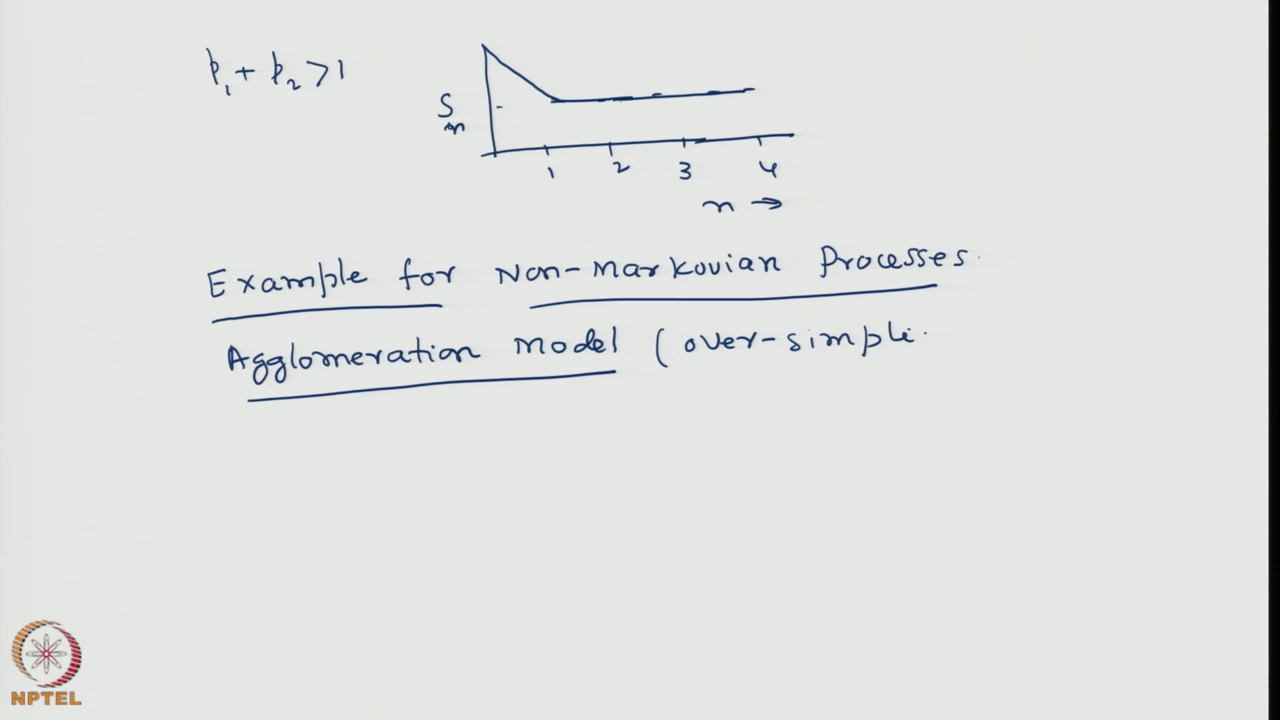 p₁ + p₂ > 1
S
n
1 2 3 4
n →
Example for Non-Markovian Processes.
Agglomeration Model (over-simpli
NPTEL